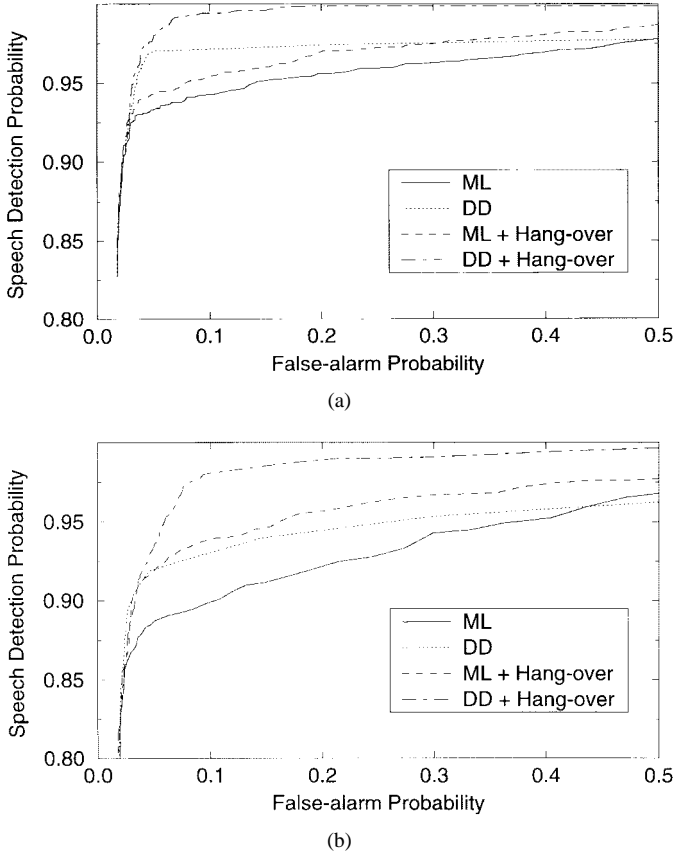 Speech Detection Probability
0.95
0.90
0.85
0.80
0.0
0.1
0.2
0.3
0.4
0.5
False-alarm Probability
ML
DD
ML + Hang-over
DD + Hang-over
(a)
Speech Detection Probability
0.95
0.90
0.85
0.80
0.0
0.1
0.2
0.3
0.4
0.5
False-alarm Probability
ML
DD
ML + Hang-over
DD + Hang-over
(b)